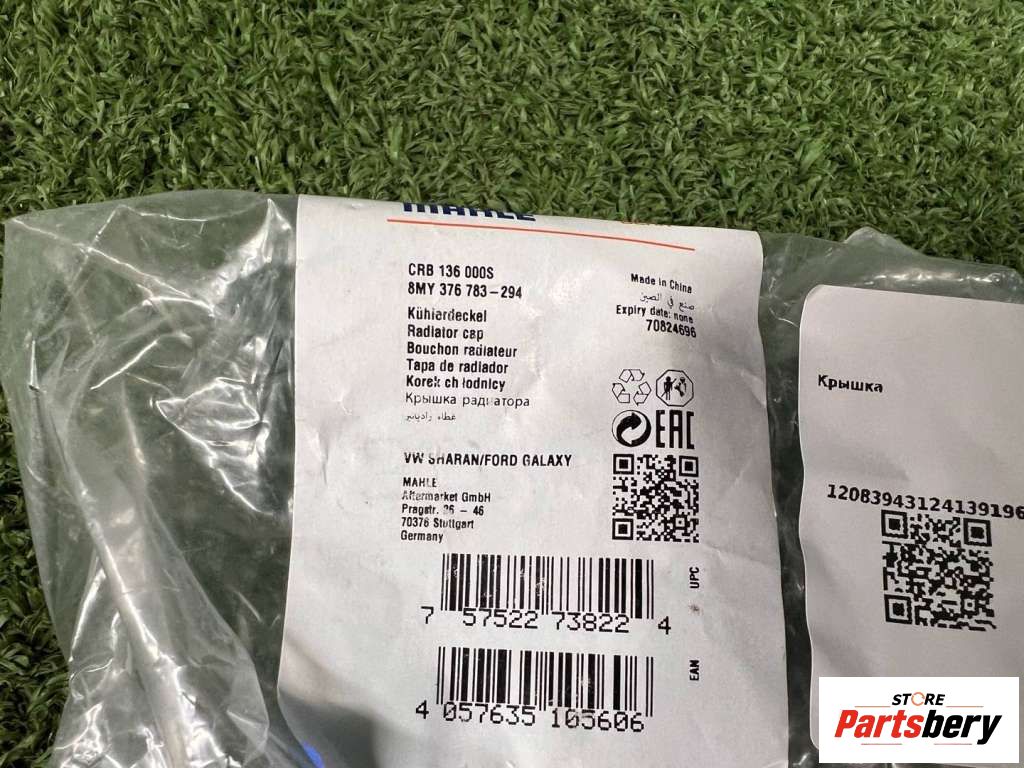 MAHLE
CRB 136 000S
8MY 376 783-294
Kühlerdeckel
Radiator cap
Bouchon radiateur
Tapa de radiador
Korek chłodnicy
Крышка радиатора
غطاء رادياتير
VW SHARAN/FORD GALAXY
MAHLE
Aftermarket GmbH
Pragstr. 26 - 46
70376 Stuttgart
Germany
Made in China
صنع في الصين
Expiry date: none
70824696
EAC
UPC
7 57522 73822 4
EAN
4 057635 105606
Крышка
12083943124139196
STORE
Partsbery